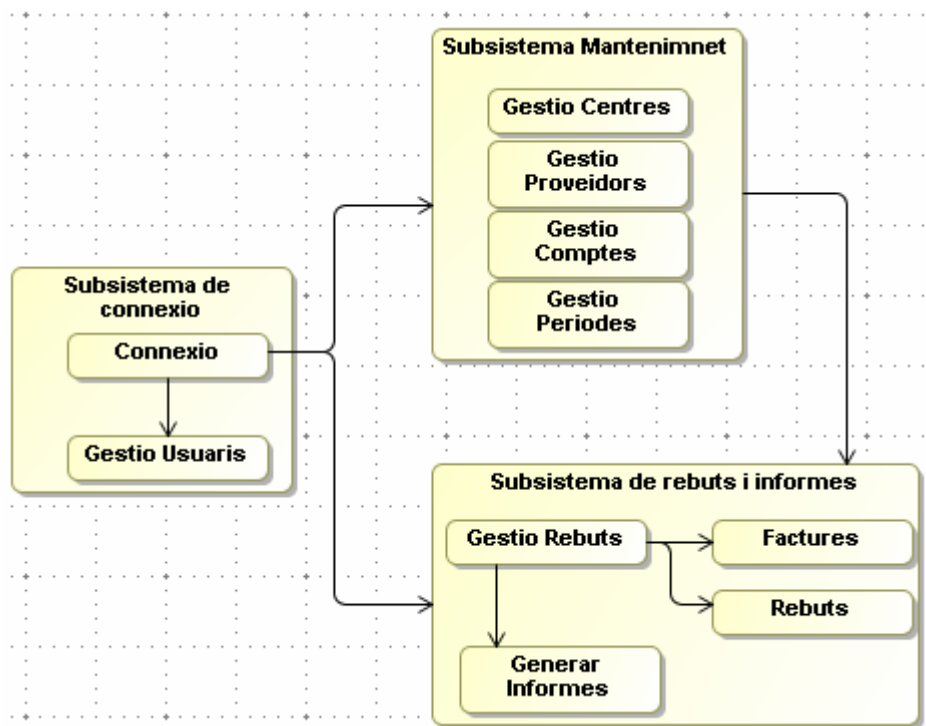 Subsistema Mantenimnet
Gestio Centres
Gestio
Proveidors
Gestio
Comptes
Gestio
Periodes
Subsistema de
connexio
Connexio
Gestio Usuaris
Subsistema de rebuts i informes
Gestio Rebuts
Factures
Rebuts
Generar
Informes